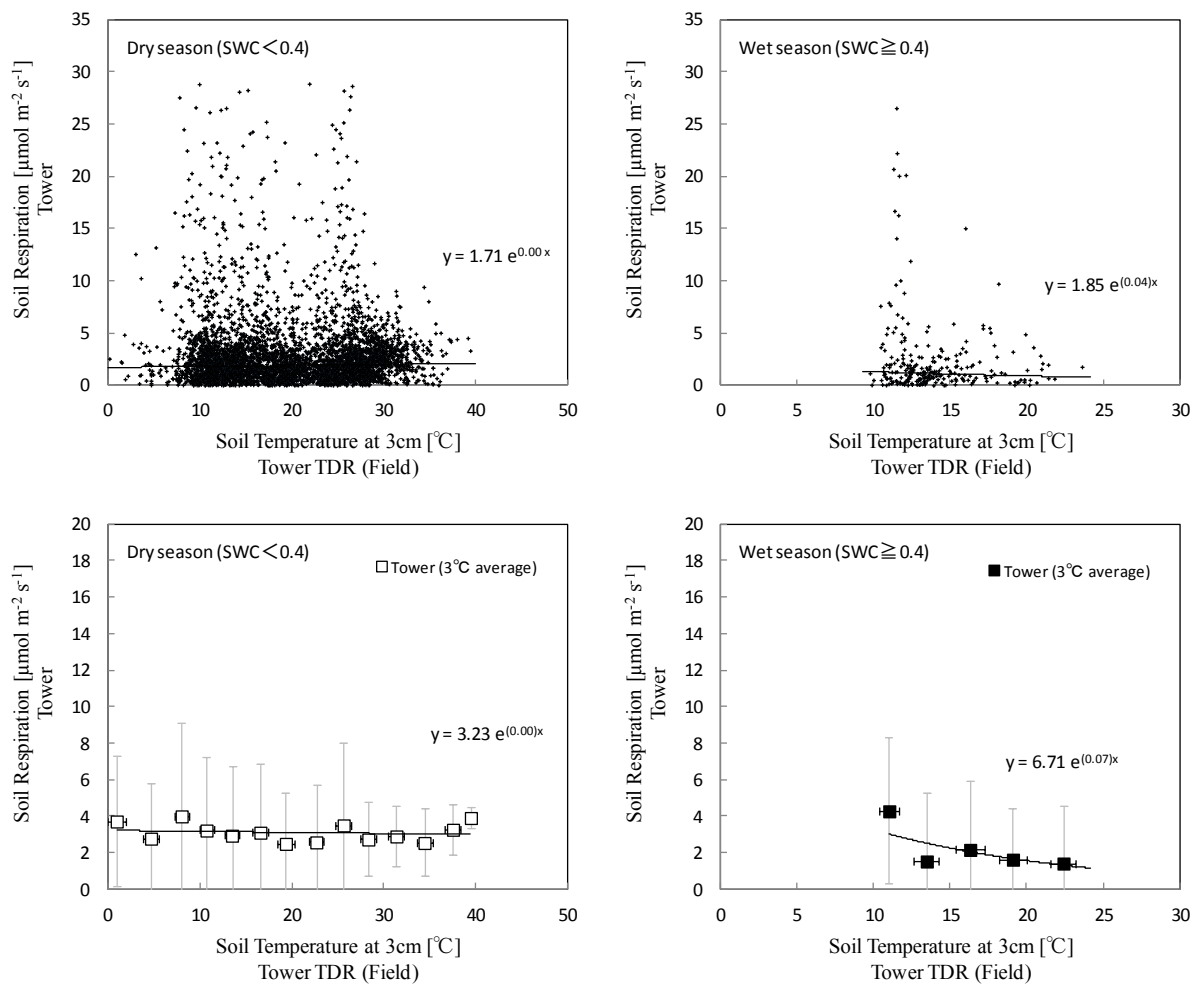 Dry season (SWC＜0.4)
35
30
25
20
15
10
5
0
Soil Respiration [µmol m-2 s-1]
Tower
y = 1.71 e0.00 x
0 10 20 30 40 50
Soil Temperature at 3cm [℃]
Tower TDR (Field)
Wet season (SWC≧0.4)
35
30
25
20
15
10
5
0
Soil Respiration [µmol m-2 s-1]
Tower
y = 1.85 e(0.04)x
0 5 10 15 20 25 30
Soil Temperature at 3cm [℃]
Tower TDR (Field)
Dry season (SWC＜0.4)
Tower (3℃ average)
20
18
16
14
12
10
8
6
4
2
0
Soil Respiration [µmol m-2 s-1]
Tower
y = 3.23 e(0.00)x
0 10 20 30 40 50
Soil Temperature at 3cm [℃]
Tower TDR (Field)
Wet season (SWC≧0.4)
Tower (3℃ average)
20
18
16
14
12
10
8
6
4
2
0
Soil Respiration [µmol m-2 s-1]
Tower
y = 6.71 e(0.07)x
0 5 10 15 20 25 30
Soil Temperature at 3cm [℃]
Tower TDR (Field)